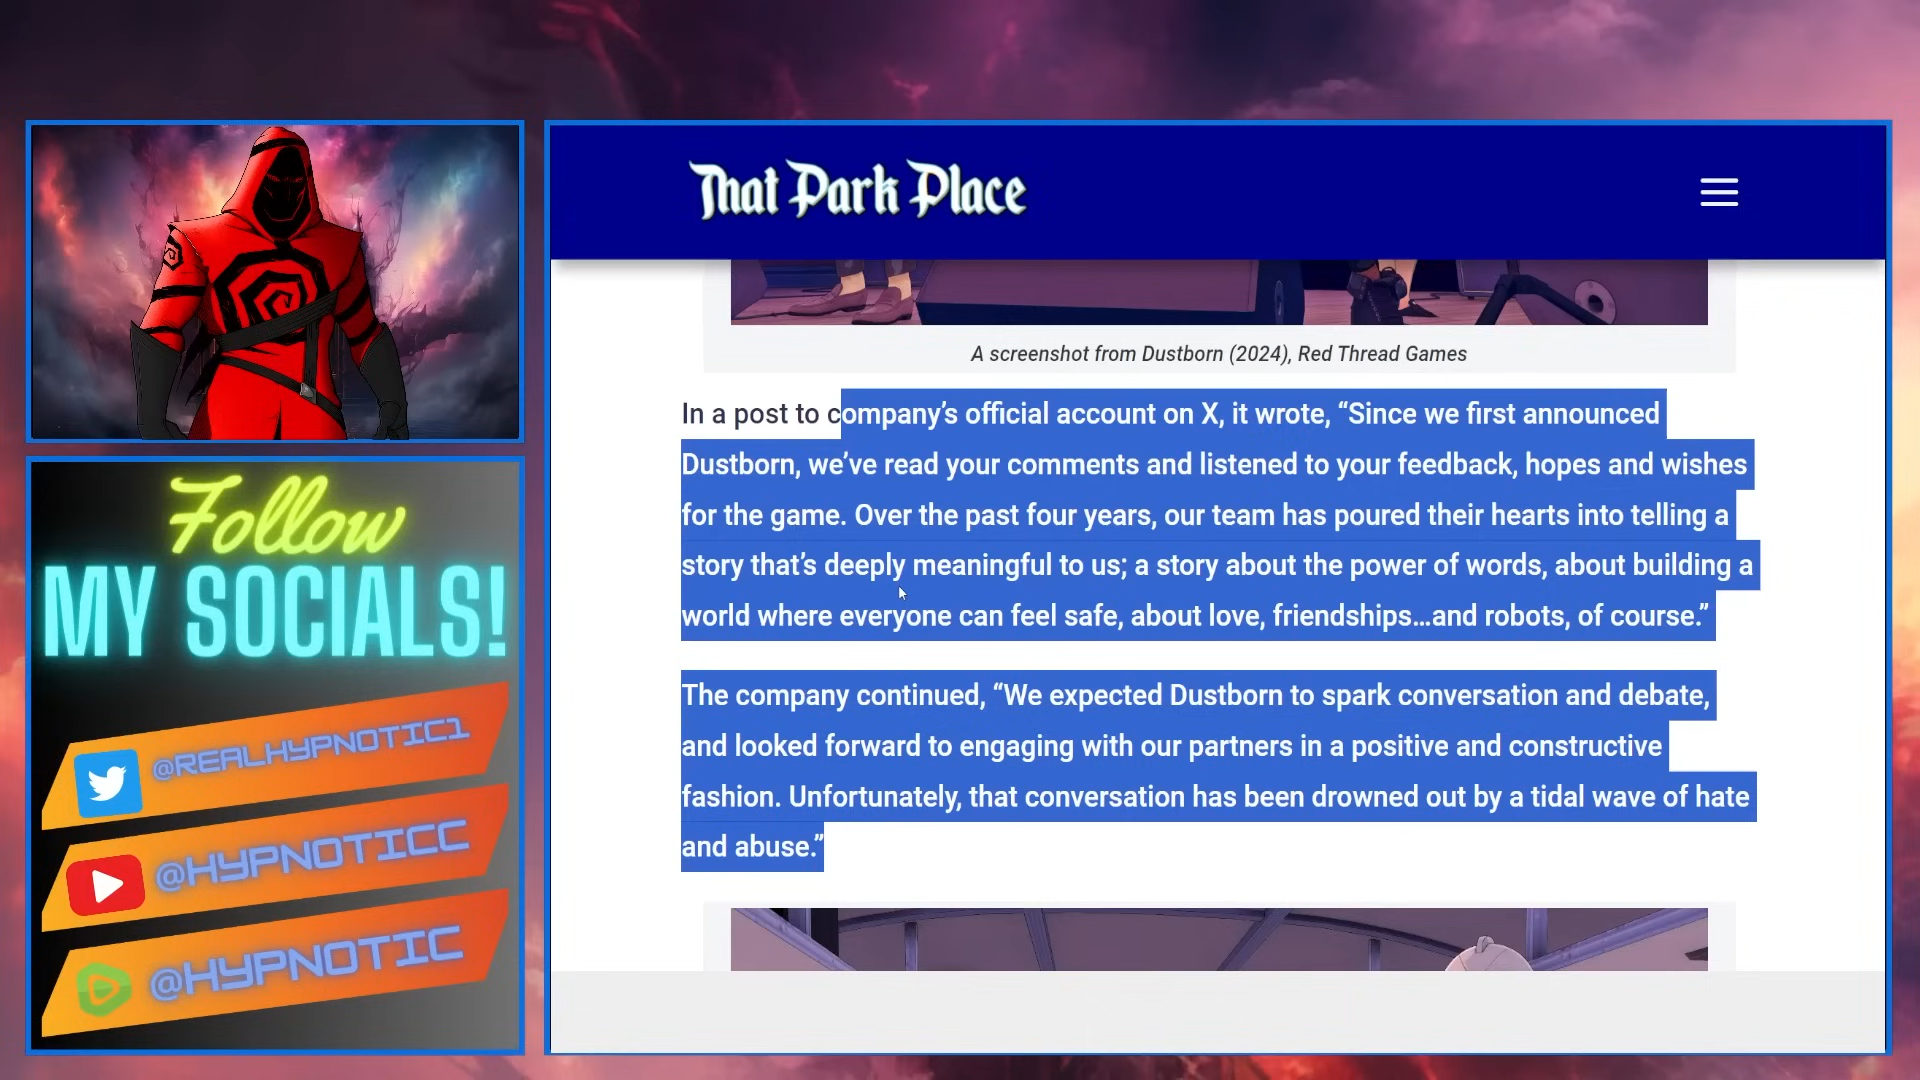 That Park Place
A screenshot from Dustborn (2024), Red Thread Games
In a post to company’s official account on X, it wrote, “Since we first announced
Dustborn, we’ve read your comments and listened to your feedback, hopes and wishes
for the game. Over the past four years, our team has poured their hearts into telling a
story that’s deeply meaningful to us; a story about the power of words, about building a
world where everyone can feel safe, about love, friendships…and robots, of course.”
The company continued, “We expected Dustborn to spark conversation and debate,
and looked forward to engaging with our partners in a positive and constructive
fashion. Unfortunately, that conversation has been drowned out by a tidal wave of hate
and abuse.”
Follow
MY SOCIALS!
@REALHYPNOTIC1
@HYPNOTICC
@HYPNOTIC